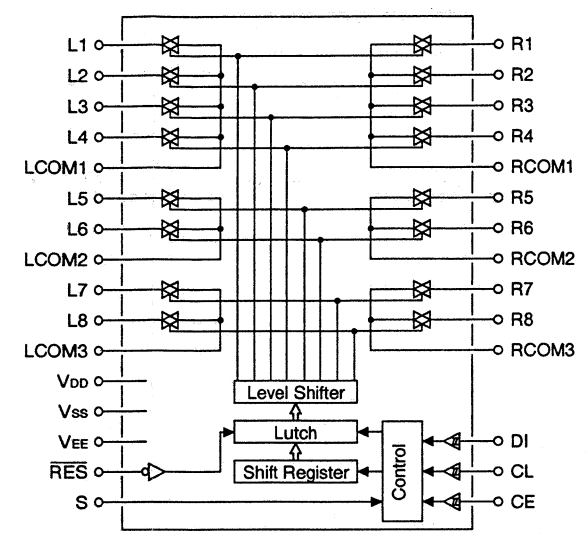 L1 R1
L2 R2
L3 R3
L4 R4
LCOM1 RCOM1
L5 R5
L6 R6
LCOM2 RCOM2
L7 R7
L8 R8
LCOM3 RCOM3
VDD
Level Shifter
VSS
Lutch
VEE
DI
RES
Shift Register
Control
CL
S
CE